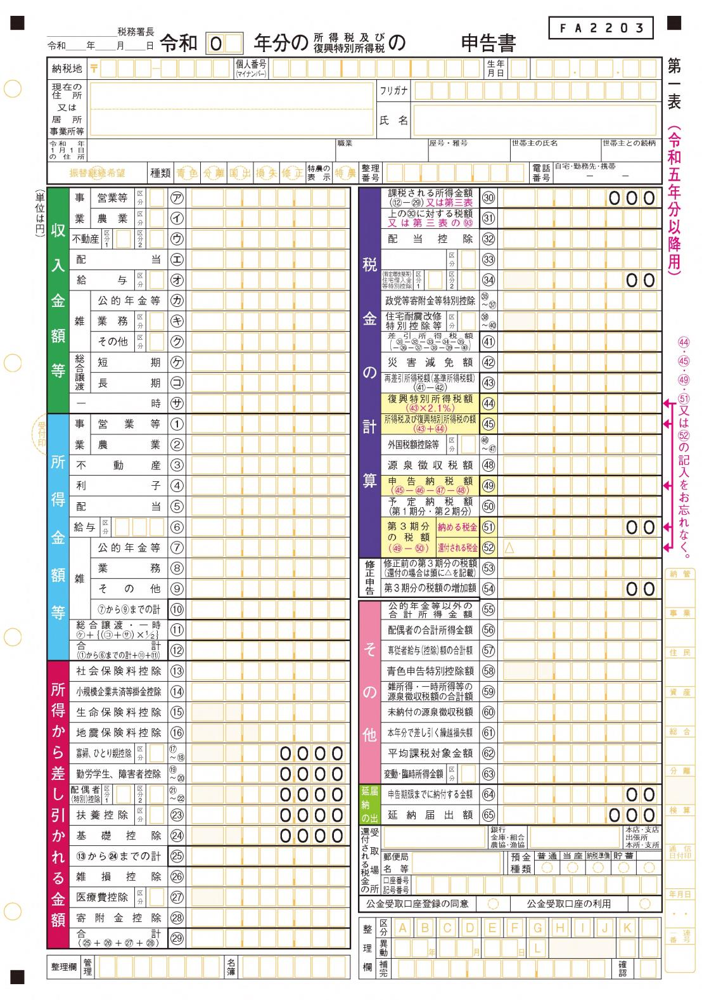 FA2203
税務署長
令和＿年＿月＿日
令和 0 年分の 所得税及び 復興特別所得税 の 申告書
第一表（令和五年分以降用）
納税地 〒
個人番号（マイナンバー）
生年月日
現在の住所又は居所事業所等
フリガナ
氏名
令和 年1月1日の住所
職業
屋号・雅号
世帯主の氏名
世帯主との続柄
振替継続希望
種類 青色 分離 国出 損失 修正
特農の表示 特農
整理番号
電話番号 自宅・勤務先・携帯 － －
（単位は円）
受付印
収入金額等
事業 営業等 区分 ㋐
農業 区分 ㋑
不動産 区分1 区分2 ㋒
配当 ㋓
給与 区分 ㋔
雑 公的年金等 ㋕
業務 区分 ㋖
その他 区分 ㋗
総合譲渡 短期 ㋘
長期 ㋙
一時 ㋚
所得金額等
事業 営業等 ①
農業 ②
不動産 ③
利子 ④
配当 ⑤
給与 区分 ⑥
雑 公的年金等 ⑦
業務 ⑧
その他 ⑨
⑦から⑨までの計 ⑩
総合譲渡・一時 ㋘＋{(㋙＋㋚)×½} ⑪
合計 (①から⑥までの計＋⑩＋⑪) ⑫
所得から差し引かれる金額
社会保険料控除 ⑬
小規模企業共済等掛金控除 ⑭
生命保険料控除 ⑮
地震保険料控除 ⑯
寡婦、ひとり親控除 区分 ⑰～⑱ 0000
勤労学生、障害者控除 ⑲～⑳ 0000
配偶者(特別)控除 区分1 区分2 ㉑～㉒ 0000
扶養控除 区分 ㉓ 0000
基礎控除 ㉔ 0000
⑬から㉔までの計 ㉕
雑損控除 ㉖
医療費控除 区分 ㉗
寄附金控除 ㉘
合計 (㉕＋㉖＋㉗＋㉘) ㉙
整理欄 管理 名簿
税金の計算
課税される所得金額 (⑫－㉙)又は第三表 ㉚ 000
上の㉚に対する税額 又は第三表の93 ㉛
配当控除 ㉜
区分 ㉝
(特定増改築等)住宅借入金等特別控除 区分1 区分2 ㉞ 00
政党等寄附金等特別控除 ㉟～㊲
住宅耐震改修特別控除等 区分 ㊳～㊵
差引所得税額 (㉛－㉜－㉝－㉞－㉟－㊱－㊲－㊳－㊴－㊵) ㊶
災害減免額 ㊷
再差引所得税額(基準所得税額) (㊶－㊷) ㊸
復興特別所得税額 (㊸×2.1%) ㊹
所得税及び復興特別所得税の額 (㊸＋㊹) ㊺
外国税額控除等 区分 ㊻～㊼
源泉徴収税額 ㊽
申告納税額 (㊺－㊻－㊼－㊽) ㊾
予定納税額 (第1期分・第2期分) ㊿
第3期分の税額 (㊾－㊿) 納める税金 51 00
還付される税金 52 △
修正申告
修正前の第3期分の税額 (還付の場合は頭に△を記載) 53
第3期分の税額の増加額 54 00
その他
公的年金等以外の合計所得金額 55
配偶者の合計所得金額 56
専従者給与(控除)額の合計額 57
青色申告特別控除額 58
雑所得・一時所得等の源泉徴収税額の合計額 59
未納付の源泉徴収税額 60
本年分で差し引く繰越損失額 61
平均課税対象金額 62
変動・臨時所得金額 区分 63
延納の届出
申告期限までに納付する金額 64 00
延納届出額 65 000
還付される税金の受取場所
銀行 金庫・組合 農協・漁協
本店・支店 出張所 本所・支所
郵便局名等
預金種類 普通 当座 納税準備 貯蓄
口座番号 記号番号
公金受取口座登録の同意
公金受取口座の利用
整理欄
区分 A B C D E F G H I J K
異動 年 月 日 L
補完 確認
㊹・㊺・㊾・51又は52の記入をお忘れなく。
納管
事業
住民
資産
総合
分離
検算
通信日付印
年月日
・・
一連番号